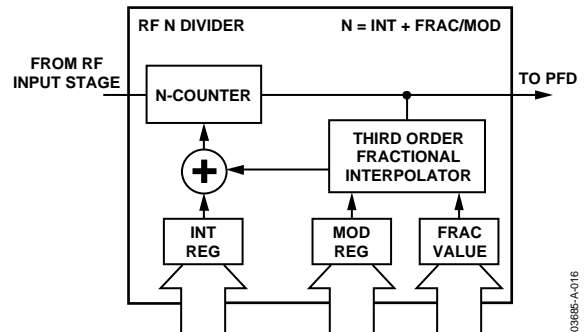 RF N DIVIDER
N = INT + FRAC/MOD
FROM RF
INPUT STAGE
TO PFD
N-COUNTER
THIRD ORDER
FRACTIONAL
INTERPOLATOR
+
INT
REG
MOD
REG
FRAC
VALUE
03685-A-016